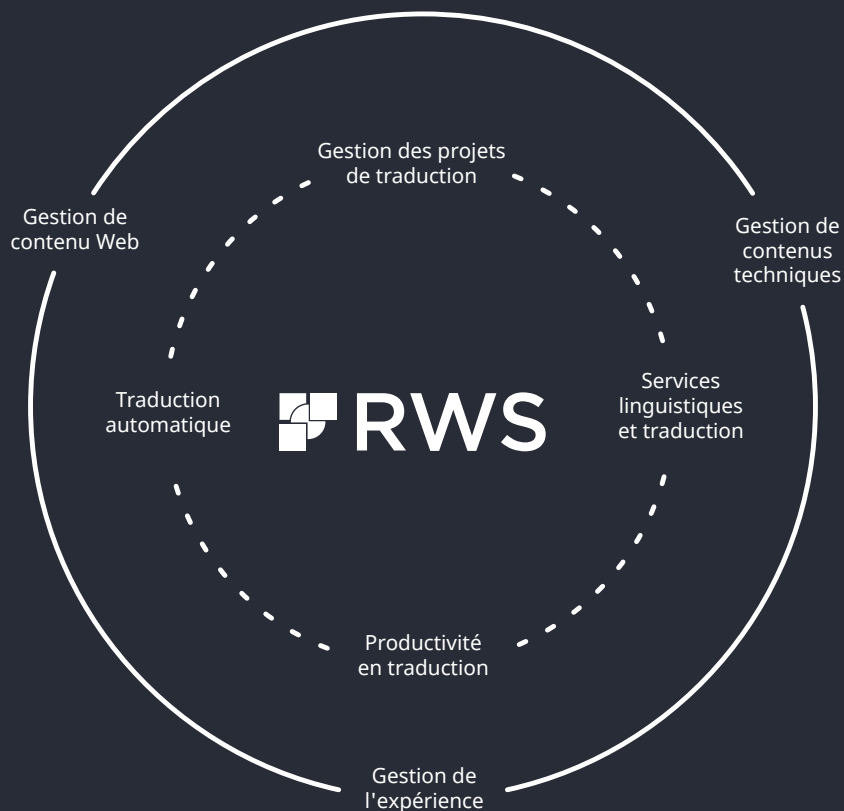 Gestion des projets
de traduction
Gestion de
contenu Web
Gestion de
contenus
techniques
Traduction
automatique
RWS
Services
linguistiques
et traduction
Productivité
en traduction
Gestion de
l'expérience